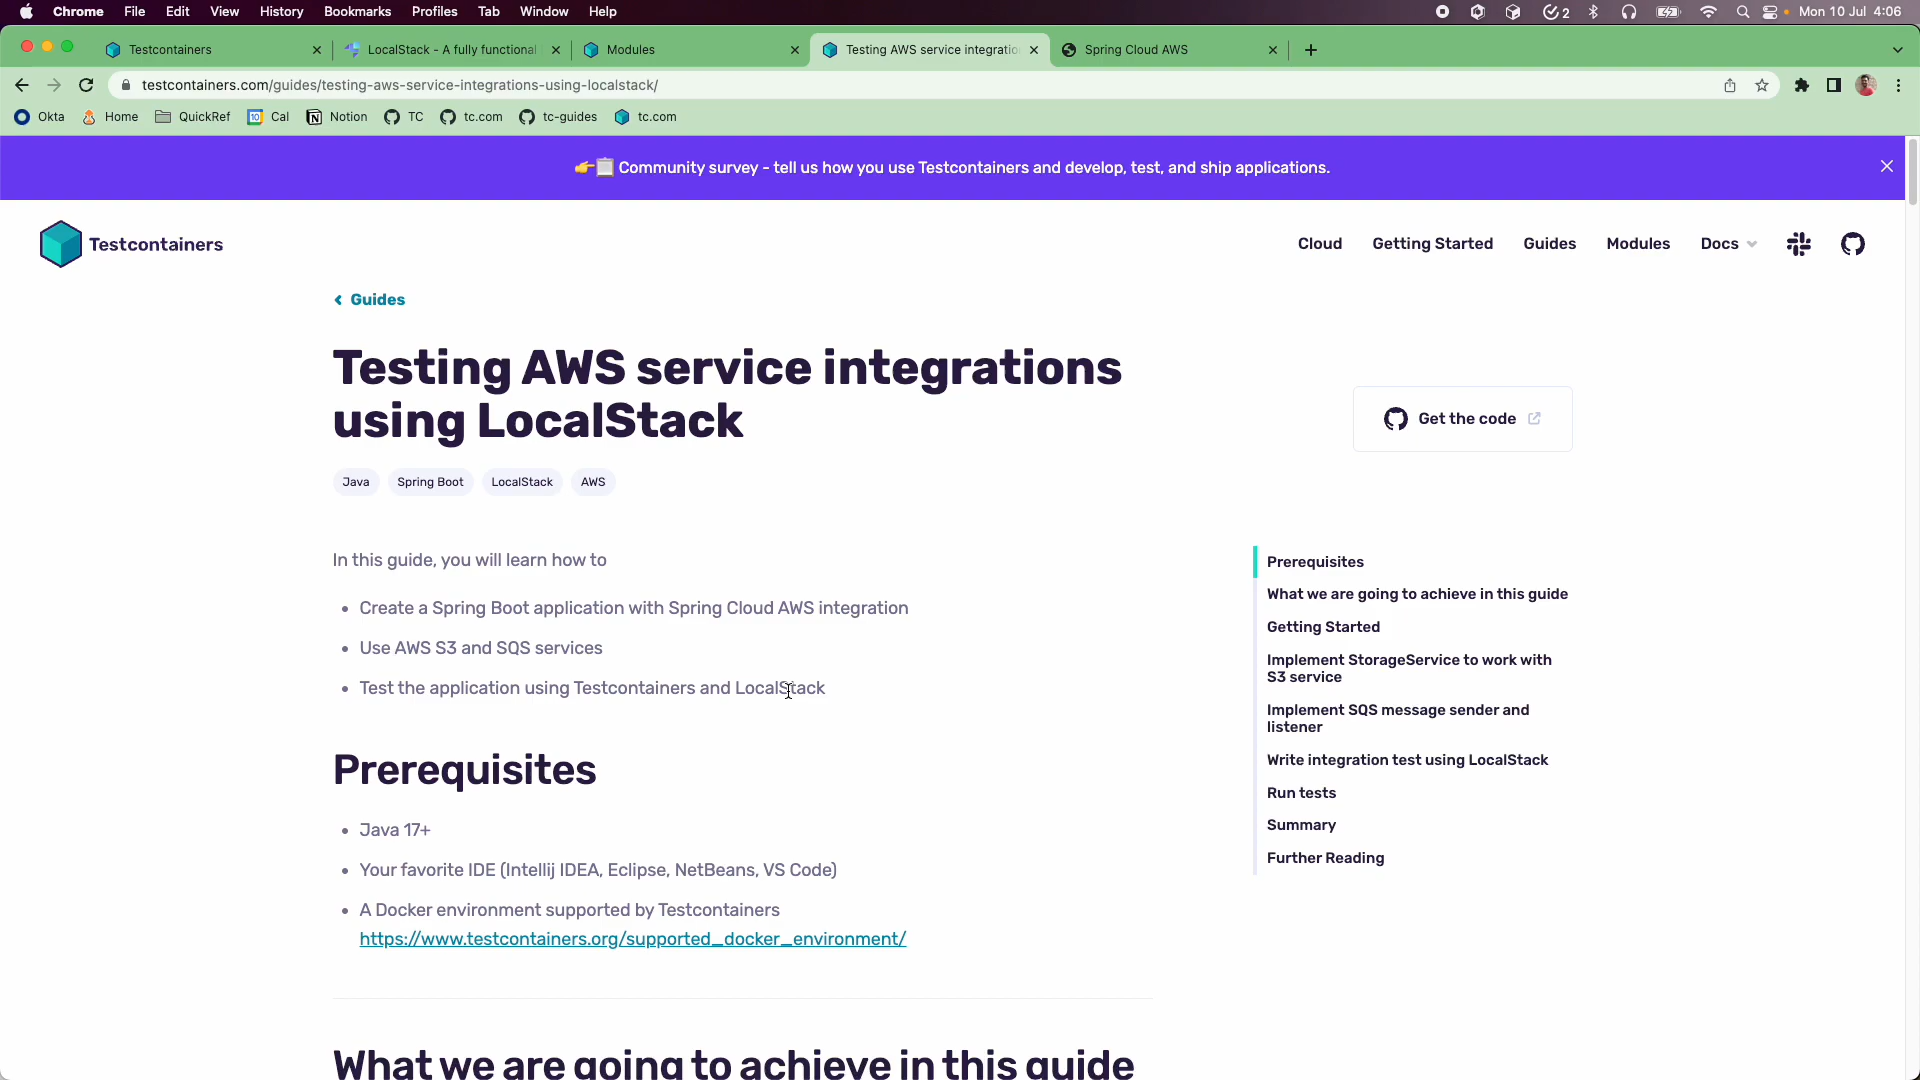 Chrome File Edit View History Bookmarks Profiles Tab Window Help 2 Mon 10 Jul 4:06
Testcontainers LocalStack - A fully functional Modules Testing AWS service integratio Spring Cloud AWS
testcontainers.com/guides/testing-aws-service-integrations-using-localstack/
Okta Home QuickRef 10 Cal Notion TC tc.com tc-guides tc.com
Community survey - tell us how you use Testcontainers and develop, test, and ship applications.
Testcontainers Cloud Getting Started Guides Modules Docs
Guides
Testing AWS service integrations
using LocalStack
Get the code
Java Spring Boot LocalStack AWS
In this guide, you will learn how to
• Create a Spring Boot application with Spring Cloud AWS integration
• Use AWS S3 and SQS services
• Test the application using Testcontainers and LocalStack
Prerequisites
• Java 17+
• Your favorite IDE (Intellij IDEA, Eclipse, NetBeans, VS Code)
• A Docker environment supported by Testcontainers
https://www.testcontainers.org/supported_docker_environment/
What we are going to achieve in this guide
Prerequisites
What we are going to achieve in this guide
Getting Started
Implement StorageService to work with
S3 service
Implement SQS message sender and
listener
Write integration test using LocalStack
Run tests
Summary
Further Reading